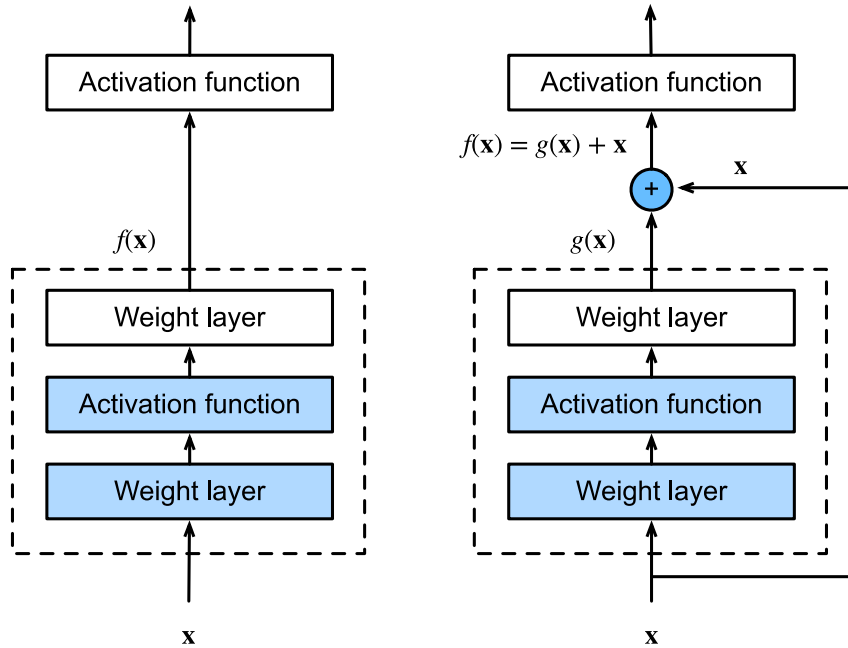 Activation function
f(x)
Weight layer
Activation function
Weight layer
x
Activation function
f(x) = g(x) + x
+
x
g(x)
Weight layer
Activation function
Weight layer
x